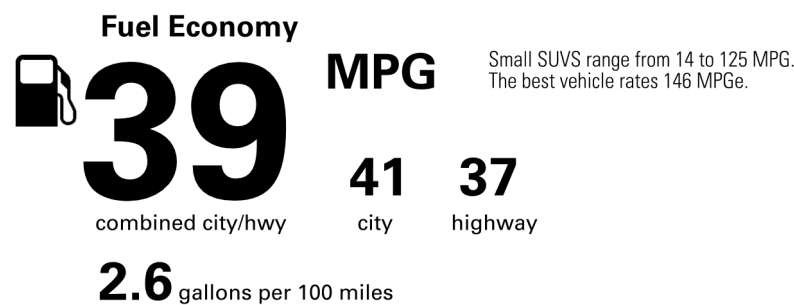 Fuel Economy
39 MPG
Small SUVS range from 14 to 125 MPG.
The best vehicle rates 146 MPGe.
41 37
combined city/hwy city highway
2.6 gallons per 100 miles